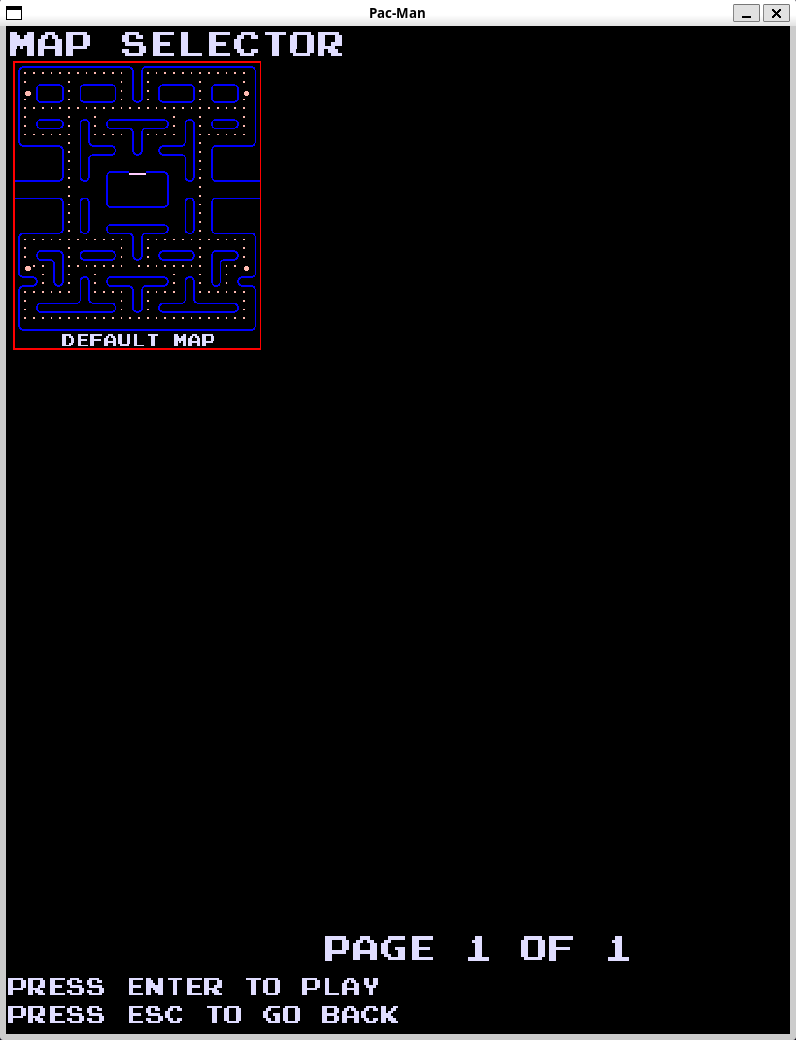 Pac-Man
MAP SELECTOR
DEFAULT MAP
PAGE 1 OF 1
PRESS ENTER TO PLAY
PRESS ESC TO GO BACK